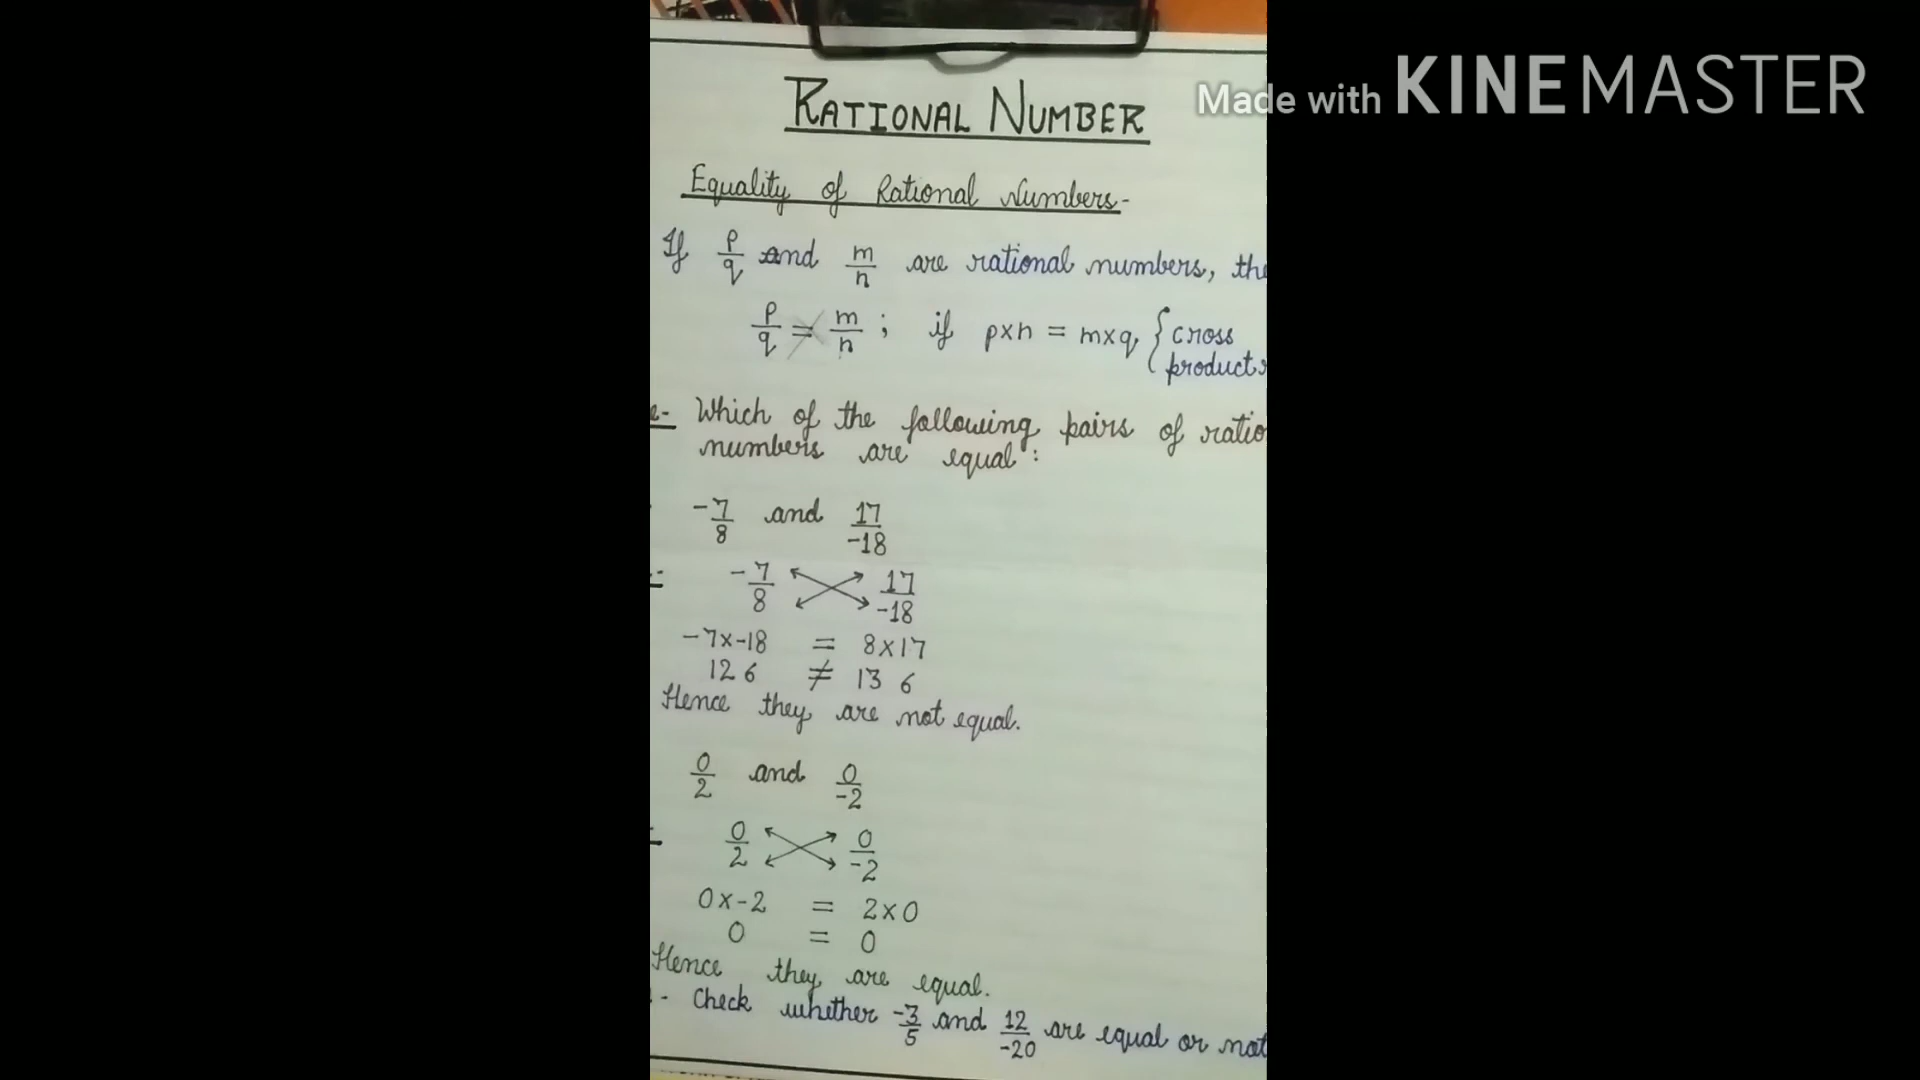 Made with KINEMASTER
RATIONAL NUMBER
Equality of Rational Numbers-
If p/q and m/n are rational numbers, the
p/q = m/n ; if p×n = m×q { cross
products
e- Which of the following pairs of ratio
numbers are equal :
-7/8 and 17/-18
-7/8 17/-18
-7×-18 = 8×17
126 ≠ 136
Hence they are not equal.
0/2 and 0/-2
0/2 0/-2
0×-2 = 2×0
0 = 0
Hence they are equal.
- Check whether -3/5 and 12/-20 are equal or not